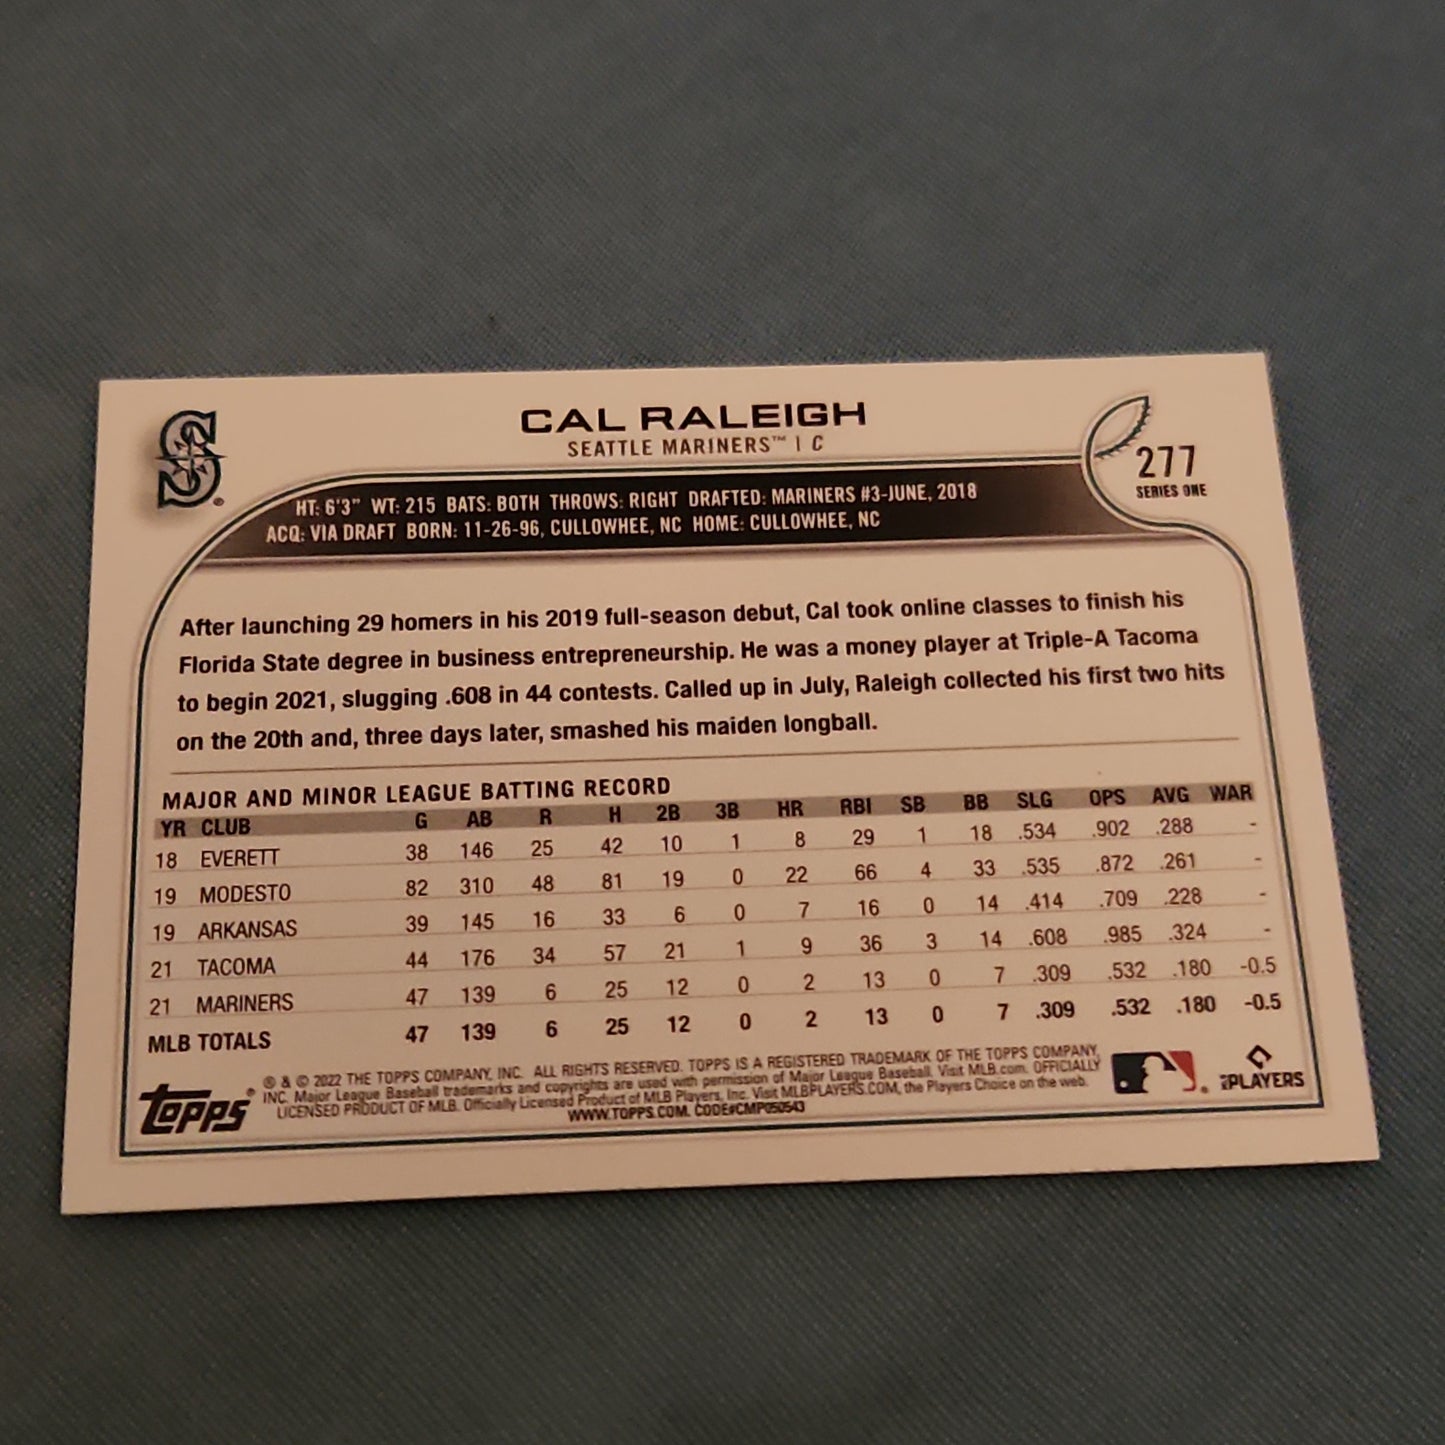 S®
CAL RALEIGH
SEATTLE MARINERS™ | C
277
SERIES ONE
HT: 6'3" WT: 215 BATS: BOTH THROWS: RIGHT DRAFTED: MARINERS #3-JUNE, 2018
ACQ: VIA DRAFT BORN: 11-26-96, CULLOWHEE, NC HOME: CULLOWHEE, NC
After launching 29 homers in his 2019 full-season debut, Cal took online classes to finish his
Florida State degree in business entrepreneurship. He was a money player at Triple-A Tacoma
to begin 2021, slugging .608 in 44 contests. Called up in July, Raleigh collected his first two hits
on the 20th and, three days later, smashed his maiden longball.
MAJOR AND MINOR LEAGUE BATTING RECORD
YR CLUB G AB R H 2B 3B HR RBI SB BB SLG OPS AVG WAR
18 EVERETT 38 146 25 42 10 1 8 29 1 18 .534 .902 .288 -
19 MODESTO 82 310 48 81 19 0 22 66 4 33 .535 .872 .261 -
19 ARKANSAS 39 145 16 33 6 0 7 16 0 14 .414 .709 .228 -
21 TACOMA 44 176 34 57 21 1 9 36 3 14 .608 .985 .324 -
21 MARINERS 47 139 6 25 12 0 2 13 0 7 .309 .532 .180 -0.5
MLB TOTALS 47 139 6 25 12 0 2 13 0 7 .309 .532 .180 -0.5
topps®
® & © 2022 THE TOPPS COMPANY, INC. ALL RIGHTS RESERVED. TOPPS IS A REGISTERED TRADEMARK OF THE TOPPS COMPANY,
INC. Major League Baseball trademarks and copyrights are used with permission of Major League Baseball. Visit MLB.com. OFFICIALLY
LICENSED PRODUCT OF MLB. Officially Licensed Product of MLB Players, Inc. Visit MLBPLAYERS.COM, the Players Choice on the web.
WWW.TOPPS.COM. CODE#CMP050543
PLAYERS